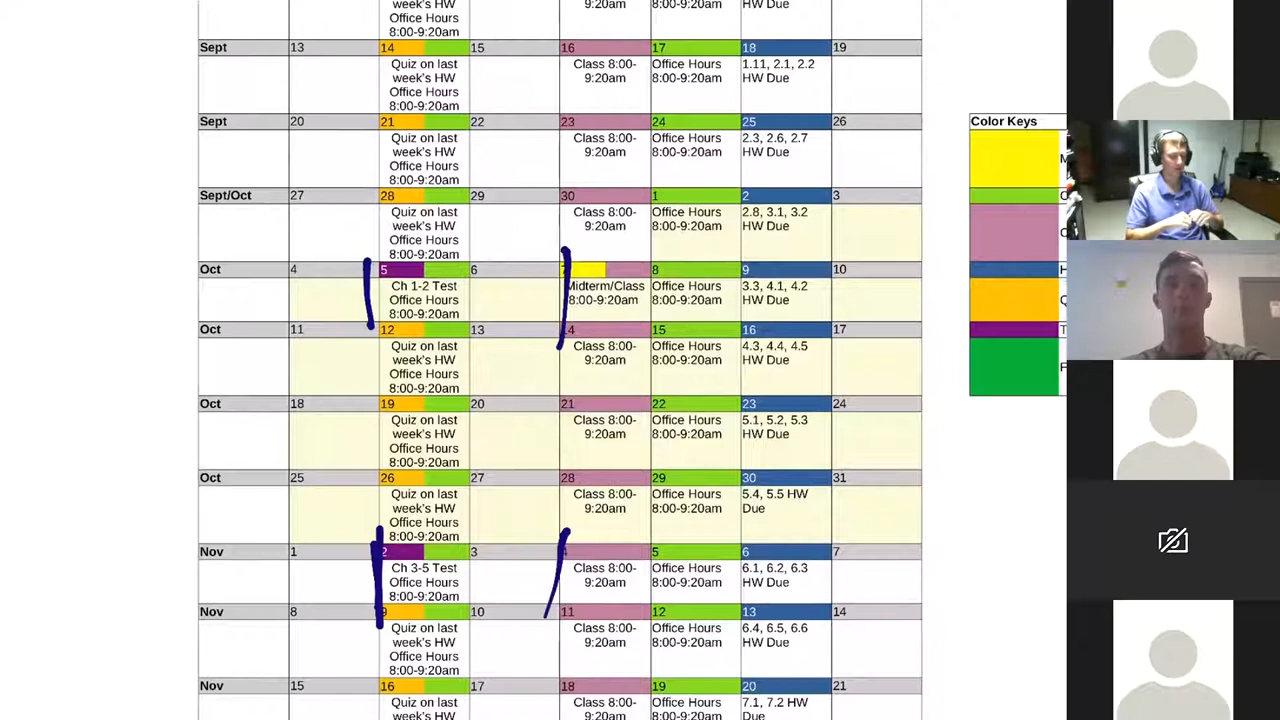 9:20am 8:00-9:20am HW Due
week's HW
Office Hours
8:00-9:20am
Sept 13 14 15 16 17 18 19
Quiz on last Class 8:00- Office Hours 1.11, 2.1, 2.2
week's HW 9:20am 8:00-9:20am HW Due
Office Hours
8:00-9:20am
Sept 20 21 22 23 24 25 26
Color Keys
Quiz on last Class 8:00- Office Hours 2.3, 2.6, 2.7
week's HW 9:20am 8:00-9:20am HW Due
Office Hours
8:00-9:20am
Sept/Oct 27 28 29 30 1 2 3
Quiz on last Class 8:00- Office Hours 2.8, 3.1, 3.2
week's HW 9:20am 8:00-9:20am HW Due
Office Hours
8:00-9:20am
Oct 4 5 6 8 9 10
Ch 1-2 Test Midterm/Class Office Hours 3.3, 4.1, 4.2
Office Hours 8:00-9:20am 8:00-9:20am HW Due
8:00-9:20am
Oct 11 12 13 14 15 16 17
Quiz on last Class 8:00- Office Hours 4.3, 4.4, 4.5
week's HW 9:20am 8:00-9:20am HW Due
Office Hours
8:00-9:20am
Oct 18 19 20 21 22 23 24
Quiz on last Class 8:00- Office Hours 5.1, 5.2, 5.3
week's HW 9:20am 8:00-9:20am HW Due
Office Hours
8:00-9:20am
Oct 25 26 27 28 29 30 31
Quiz on last Class 8:00- Office Hours 5.4, 5.5 HW
week's HW 9:20am 8:00-9:20am Due
Office Hours
8:00-9:20am
Nov 1 2 3 5 6 7
Ch 3-5 Test Class 8:00- Office Hours 6.1, 6.2, 6.3
Office Hours 9:20am 8:00-9:20am HW Due
8:00-9:20am
Nov 8 9 10 11 12 13 14
Quiz on last Class 8:00- Office Hours 6.4, 6.5, 6.6
week's HW 9:20am 8:00-9:20am HW Due
Office Hours
8:00-9:20am
Nov 15 16 17 18 19 20 21
Quiz on last Class 8:00- Office Hours 7.1, 7.2 HW
week's HW 9:20am 8:00-9:20am Due